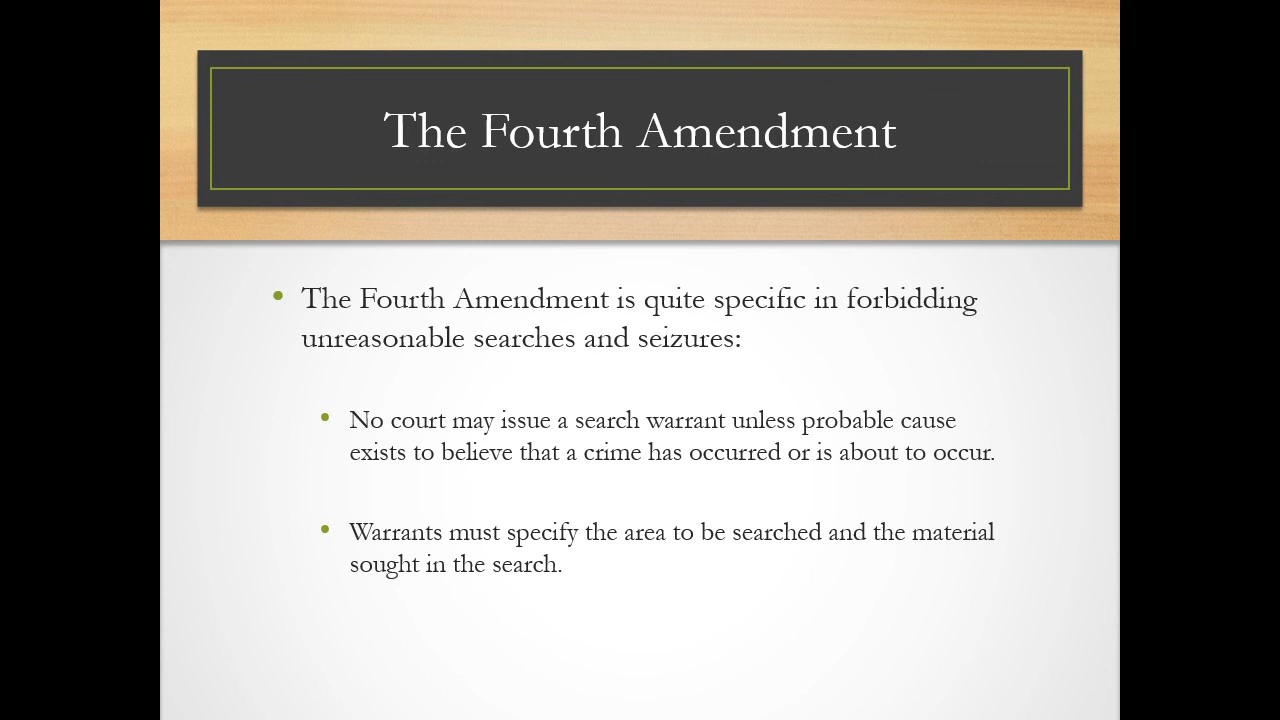 The Fourth Amendment
• The Fourth Amendment is quite specific in forbidding
unreasonable searches and seizures:
• No court may issue a search warrant unless probable cause
exists to believe that a crime has occurred or is about to occur.
• Warrants must specify the area to be searched and the material
sought in the search.